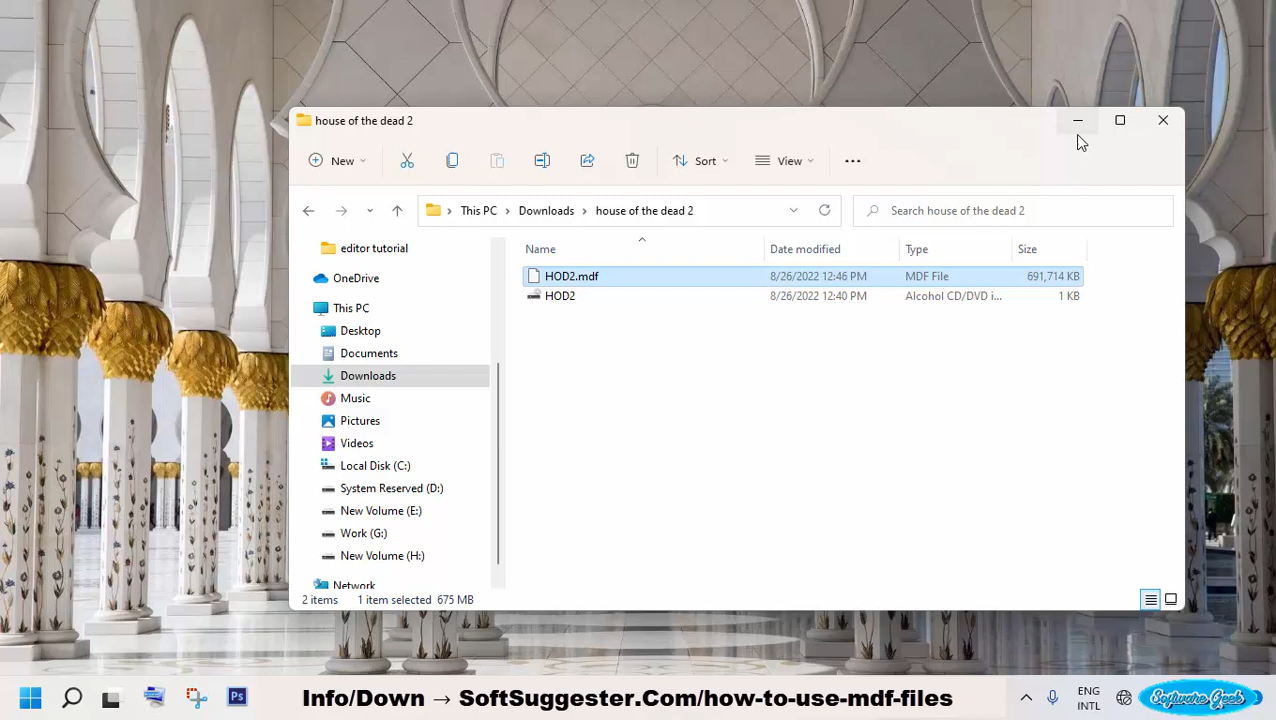 house of the dead 2
New Sort View
This PC Downloads house of the dead 2 Search house of the dead 2
Name Date modified Type Size
editor tutorial
HOD2.mdf 8/26/2022 12:46 PM MDF File 691,714 KB
OneDrive
HOD2 8/26/2022 12:40 PM Alcohol CD/DVD i... 1 KB
This PC
Desktop
Documents
Downloads
Music
Pictures
Videos
Local Disk (C:)
System Reserved (D:)
New Volume (E:)
Work (G:)
New Volume (H:)
Network
2 items 1 item selected 675 MB
Ps Info/Down → SoftSuggester.Com/how-to-use-mdf-files ENG
INTL
Software Geek